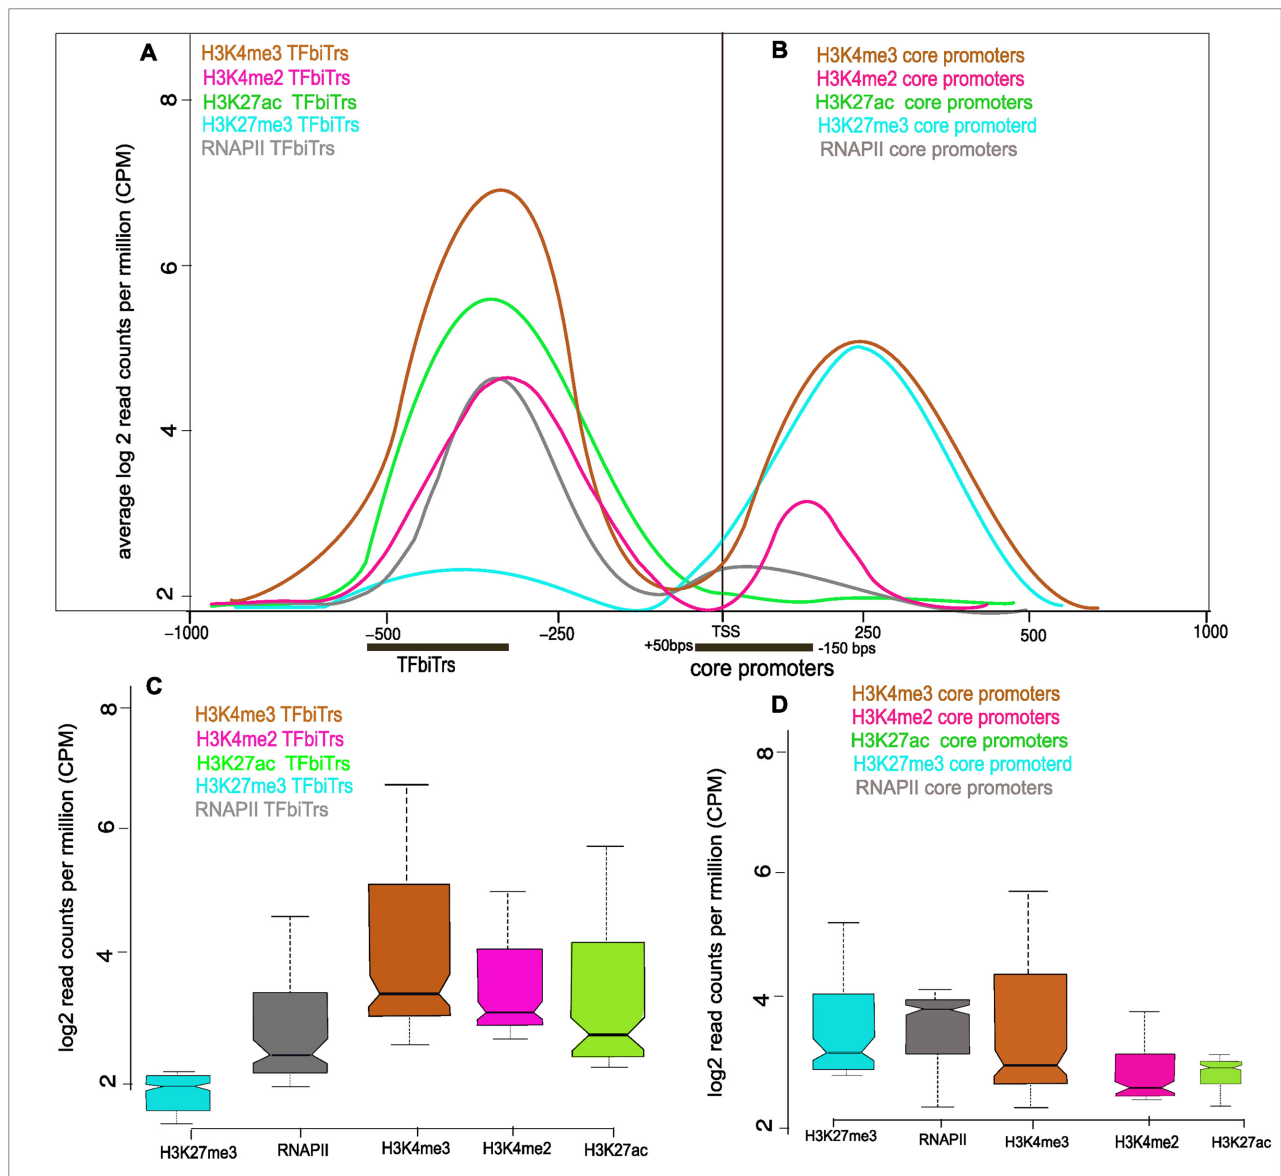 A
H3K4me3 TFbiTrs
H3K4me2 TFbiTrs
H3K27ac TFbiTrs
H3K27me3 TFbiTrs
RNAPII TFbiTrs
B
H3K4me3 core promoters
H3K4me2 core promoters
H3K27ac core promoters
H3K27me3 core promoterd
RNAPII core promoters
average log 2 read counts per rmillion (CPM)
8
6
4
2
−1000
−500
−250
TSS
250
500
1000
TFbiTrs
+50bps
-150 bps
core promoters
C
H3K4me3 TFbiTrs
H3K4me2 TFbiTrs
H3K27ac TFbiTrs
H3K27me3 TFbiTrs
RNAPII TFbiTrs
log2 read counts per rmillion (CPM)
8
6
4
2
H3K27me3
RNAPII
H3K4me3
H3K4me2
H3K27ac
D
H3K4me3 core promoters
H3K4me2 core promoters
H3K27ac core promoters
H3K27me3 core promoterd
RNAPII core promoters
log2 read counts per rmillion (CPM)
8
6
4
2
H3K27me3
RNAPII
H3K4me3
H3K4me2
H3K27ac